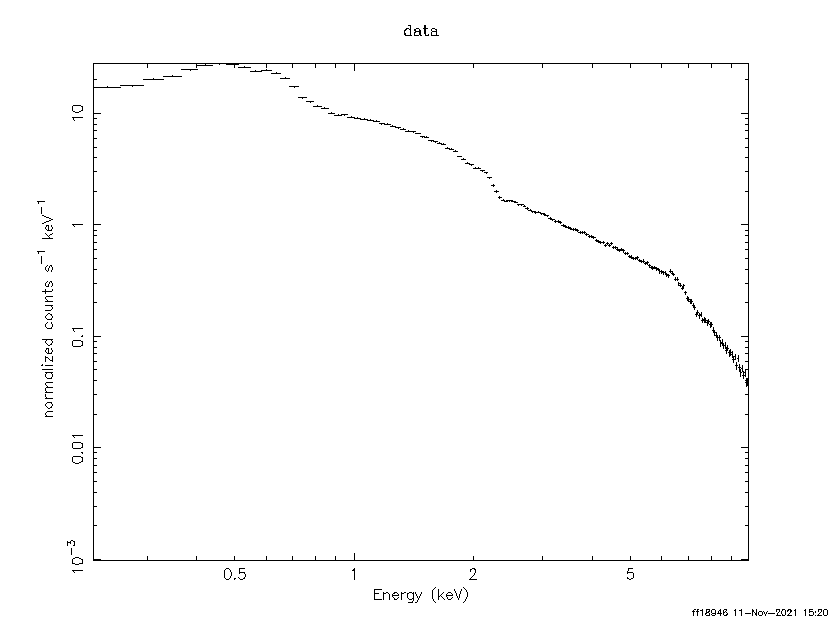 data
normalized counts s⁻¹ keV⁻¹
10
1
0.1
0.01
10⁻³
0.5 1 2 5
Energy (keV)
ff18946 11-Nov-2021 15:20